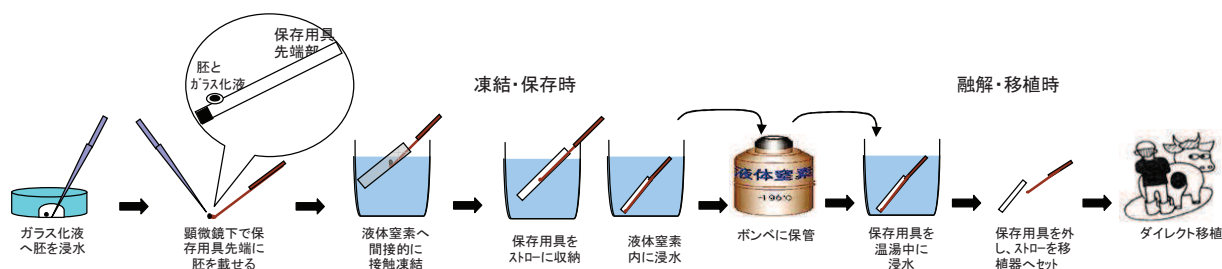 保存用具
先端部
胚と
ガラス化液
凍結・保存時
融解・移植時
液体窒素
-196℃
ガラス化液
へ胚を浸水
顕微鏡下で保
存用具先端に
胚を載せる
液体窒素へ
間接的に
接触凍結
保存用具を
ストローに収納
液体窒素
内に浸水
ボンベに保管
保存用具を
温湯中に
浸水
保存用具を外
し、ストローを移
植器へセット
ダイレクト移植